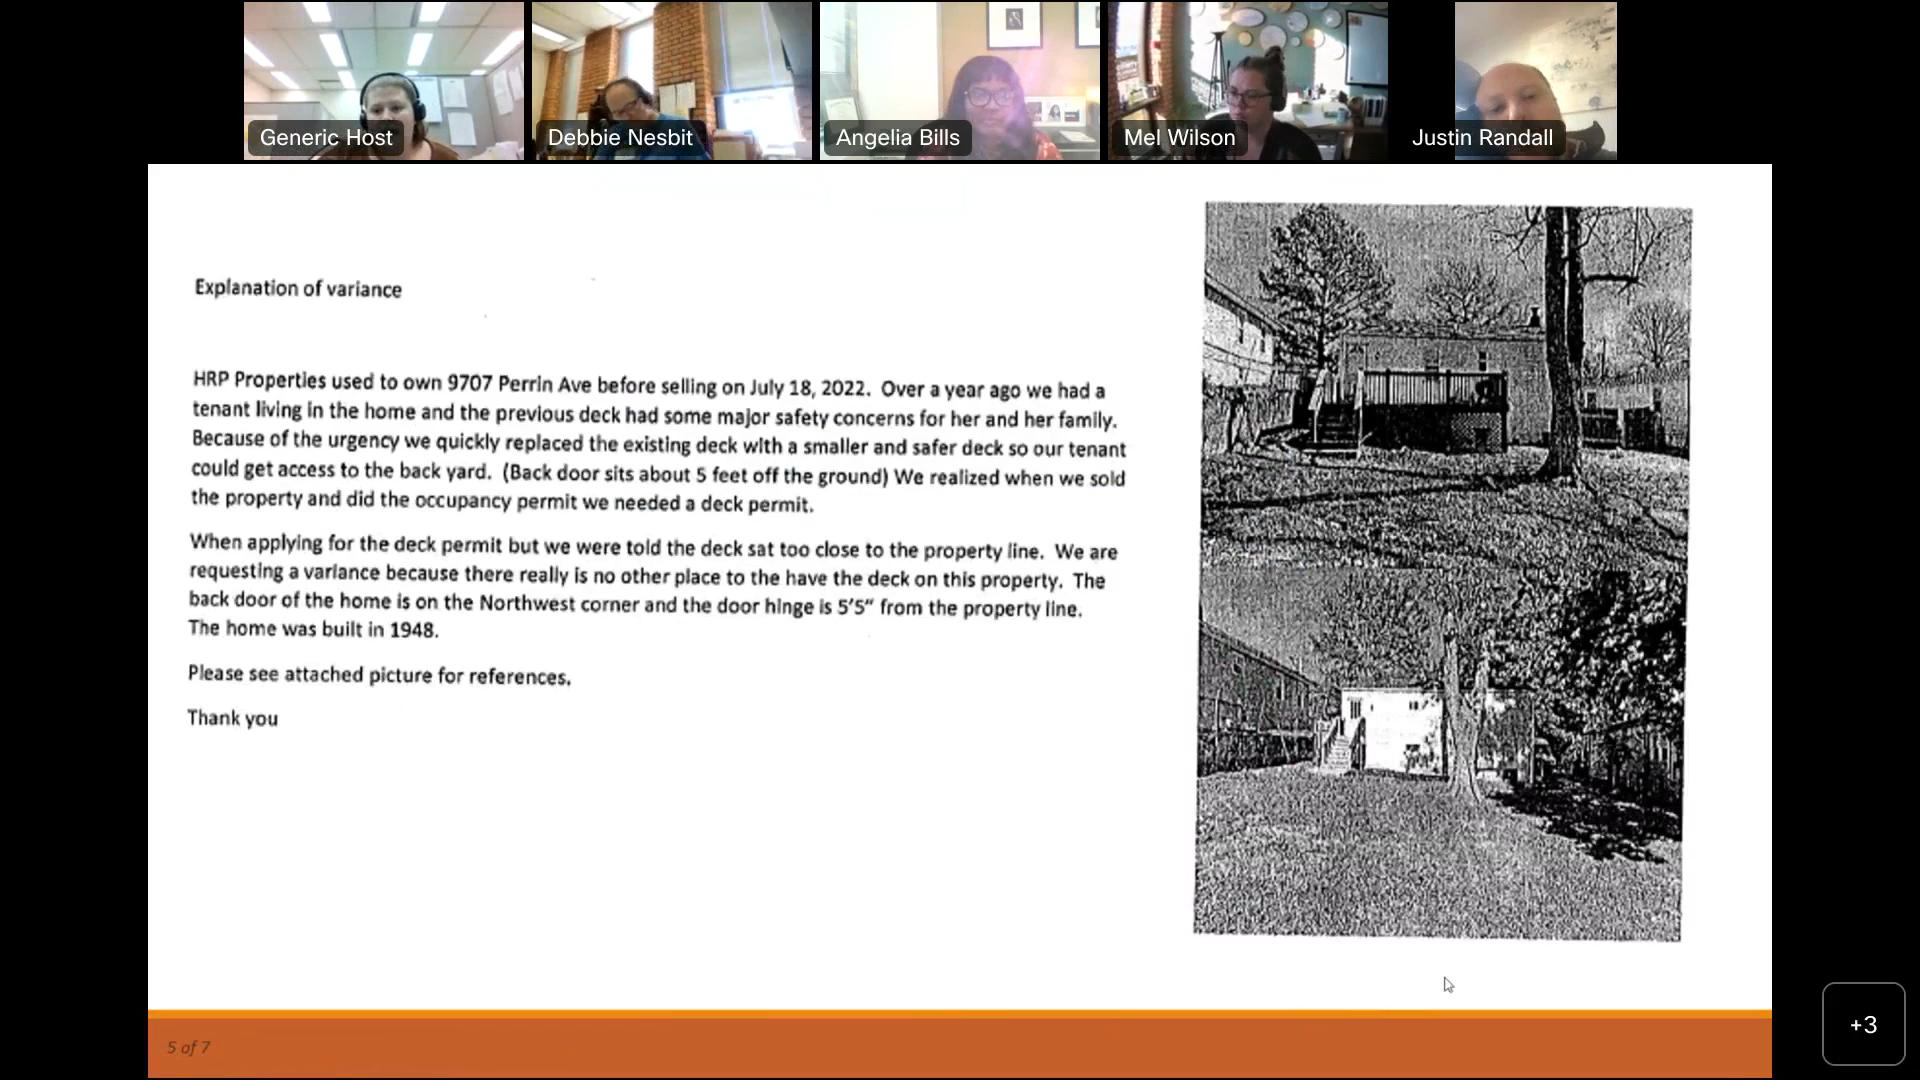 Generic Host
Debbie Nesbit
Angelia Bills
Mel Wilson
Justin Randall
Explanation of variance
HRP Properties used to own 9707 Perrin Ave before selling on July 18, 2022. Over a year ago we had a
tenant living in the home and the previous deck had some major safety concerns for her and her family.
Because of the urgency we quickly replaced the existing deck with a smaller and safer deck so our tenant
could get access to the back yard. (Back door sits about 5 feet off the ground) We realized when we sold
the property and did the occupancy permit we needed a deck permit.
When applying for the deck permit but we were told the deck sat too close to the property line. We are
requesting a variance because there really is no other place to the have the deck on this property. The
back door of the home is on the Northwest corner and the door hinge is 5'5" from the property line.
The home was built in 1948.
Please see attached picture for references.
Thank you
5 of 7
+3